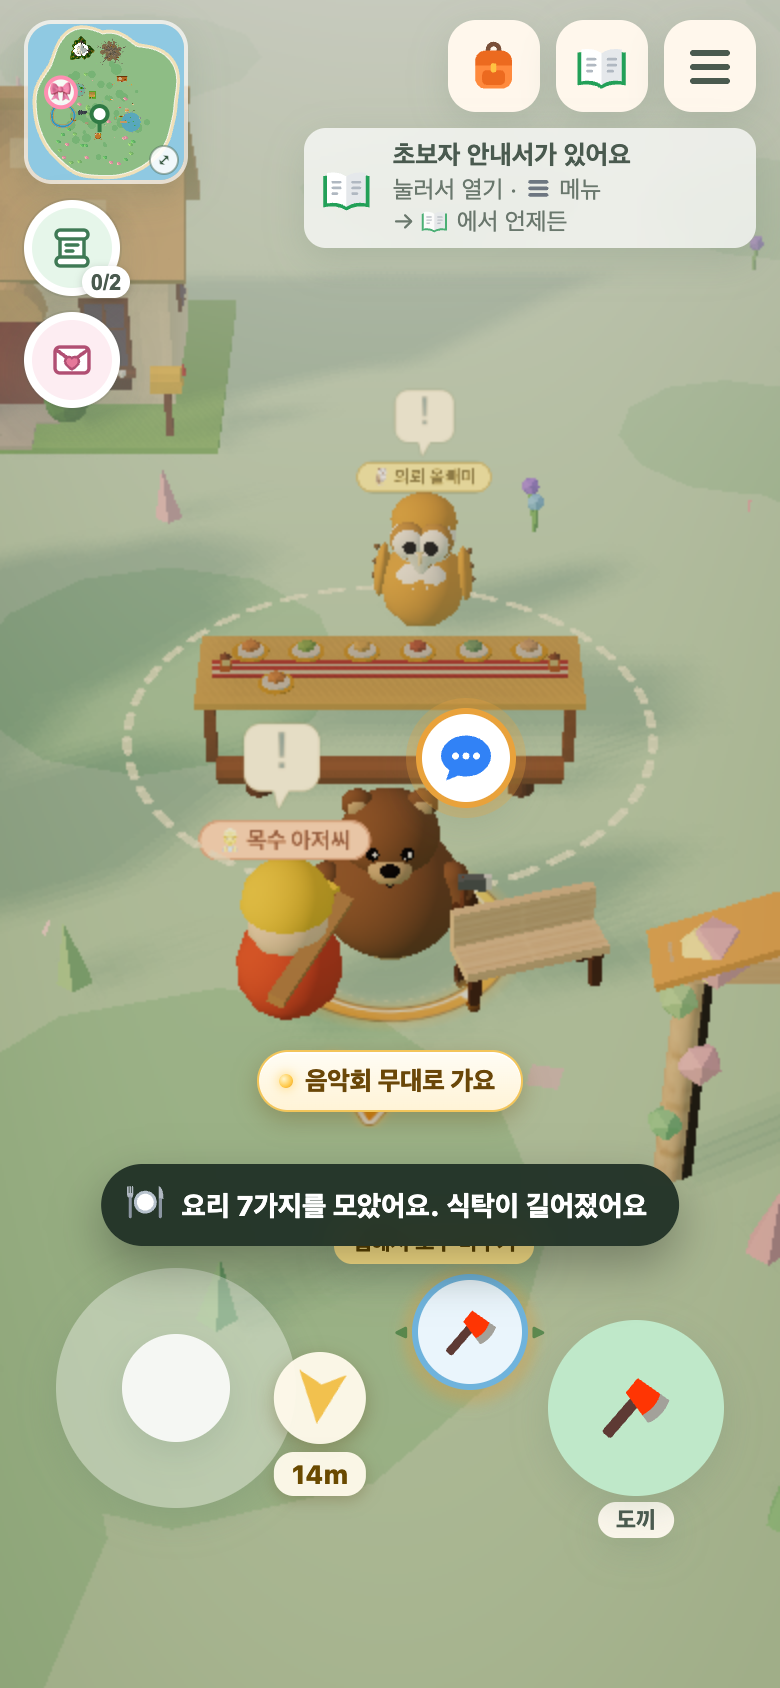 초보자 안내서가 있어요
눌러서 열기 · 메뉴
→ 에서 언제든
0/2
!
의뢰 올빼미
!
목수 아저씨
음악회 무대로 가요
요리 7가지를 모았어요. 식탁이 길어졌어요
14m
도끼